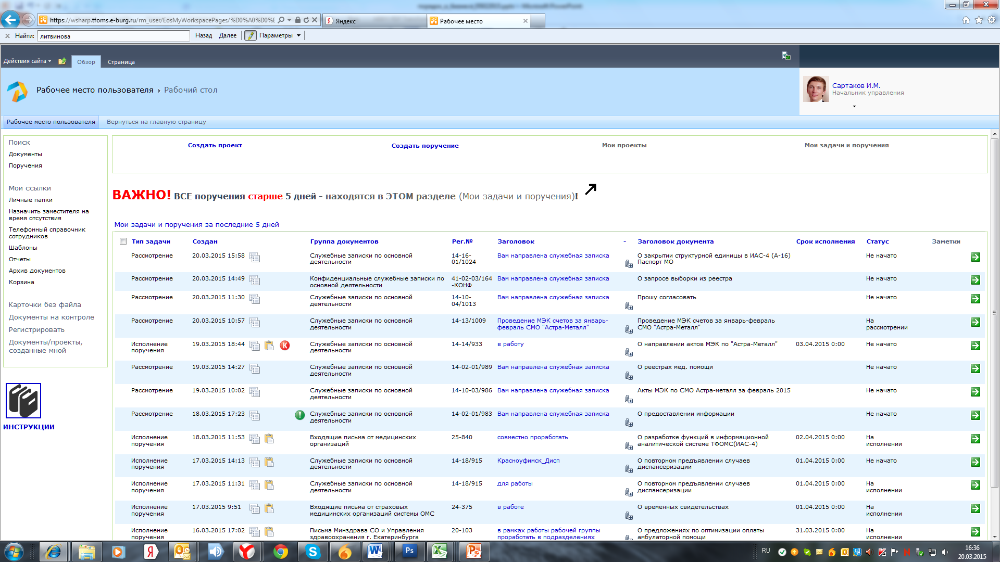 https://wsharp.tfoms.e-burg.ru/rm_user/EosMyWorkspacePages/%D0%A0%D0%E
Яндекс
Рабочее место
Найти: литвинова Назад Далее Параметры
Действия сайта Обзор Страница
Рабочее место пользователя Рабочий стол
Сартаков И.М.
Начальник управления
Рабочее место пользователя Вернуться на главную страницу
Поиск
Документы
Поручения
Мои ссылки
Личные папки
Назначить заместителя на
время отсутствия
Телефонный справочник
сотрудников
Шаблоны
Отчеты
Архив документов
Корзина
Карточки без файла
Документы на контроле
Регистрировать
Документы/проекты,
созданные мной
ИНСТРУКЦИИ
Создать проект Создать поручение Мои проекты Мои задачи и поручения
ВАЖНО! ВСЕ поручения старше 5 дней - находятся в ЭТОМ разделе (Мои задачи и поручения)!
Мои задачи и поручения за последние 5 дней
Тип задачи Создан Группа документов Рег.№ Заголовок - Заголовок документа Срок исполнения Статус Заметки
Рассмотрение 20.03.2015 15:58 Служебные записки по основной 14-16- Вам направлена служебная записка О закрытии структурной единицы в ИАС-4 (А-16) Не начато
деятельности 01/1024 Паспорт МО
Рассмотрение 20.03.2015 14:49 Конфиденциальные служебные записки по 41-02-03/164 Вам направлена служебная записка О запросе выборки из реестра Не начато
основной деятельности -КОНФ
Рассмотрение 20.03.2015 11:30 Служебные записки по основной 14-10- Вам направлена служебная записка Прошу согласовать Не начато
деятельности 04/1013
Рассмотрение 20.03.2015 10:57 Служебные записки по основной 14-13/1009 Проведение МЭК счетов за январь- Проведение МЭК счетов за январь-февраль На
деятельности февраль СМО "Астра-Металл" СМО "Астра-Металл" рассмотрении
Исполнение 19.03.2015 18:44 K Служебные записки по основной 14-14/933 в работу О направлении актов МЭК по "Астра-Металл" 03.04.2015 0:00 Не начато
поручения деятельности
Рассмотрение 19.03.2015 14:27 Служебные записки по основной 14-02-01/989 Вам направлена служебная записка О реестрах мед. помощи Не начато
деятельности
Рассмотрение 19.03.2015 10:02 Служебные записки по основной 14-10-03/986 Вам направлена служебная записка Акты МЭК по СМО Астра-металл за февраль 2015 Не начато
деятельности
Рассмотрение 18.03.2015 17:23 ! Служебные записки по основной 14-02-01/983 Вам направлена служебная записка О предоставлении информации Не начато
деятельности
Исполнение 18.03.2015 11:53 Входящие письма от медицинских 25-840 совместно проработать О разработке функций в информационной 02.04.2015 0:00 На
поручения организаций аналитической системе ТФОМС(ИАС-4) исполнении
Исполнение 17.03.2015 14:13 Служебные записки по основной 14-18/915 Красноуфимск_Дисп О повторном предъявлении случаев 01.04.2015 0:00 Не начато
поручения деятельности диспансеризации
Исполнение 17.03.2015 11:31 Служебные записки по основной 14-18/915 для работы О повторном предъявлении случаев 01.04.2015 0:00 На
поручения деятельности диспансеризации исполнении
Исполнение 17.03.2015 9:51 Входящие письма от страховых 24-375 в работе О временных свидетельствах 01.04.2015 0:00 На
поручения медицинских организаций системы ОМС исполнении
Исполнение 16.03.2015 17:02 Письма Минздрава СО и Управления 20-103 в рамках работы рабочей группы О предложениях по оптимизации оплаты 31.03.2015 0:00 На
поручения здравоохранения г. Екатеринбурга проработать в подразделениях амбулаторной помощи исполнении
RU 16:36
20.03.2015